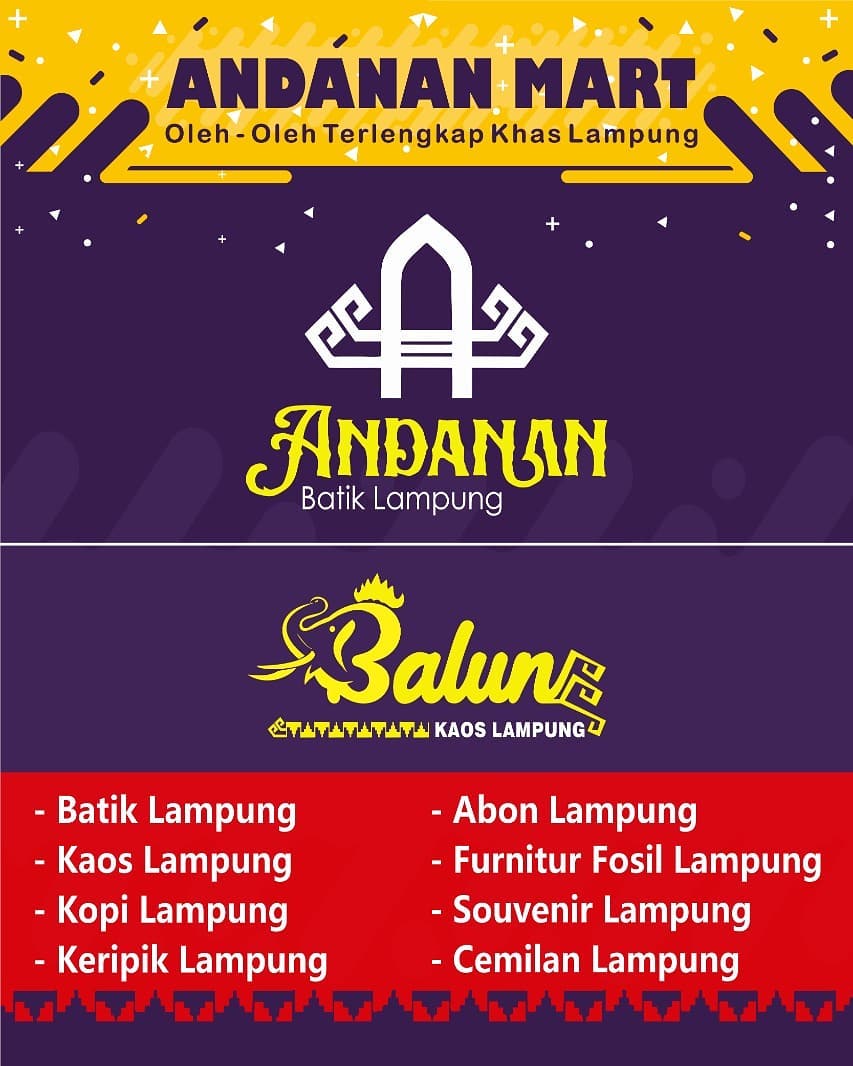 ANDANAN MART
Oleh - Oleh Terlengkap Khas Lampung
ANDANAN
Batik Lampung
Balung
KAOS LAMPUNG
- Batik Lampung
- Kaos Lampung
- Kopi Lampung
- Keripik Lampung
- Abon Lampung
- Furnitur Fosil Lampung
- Souvenir Lampung
- Cemilan Lampung